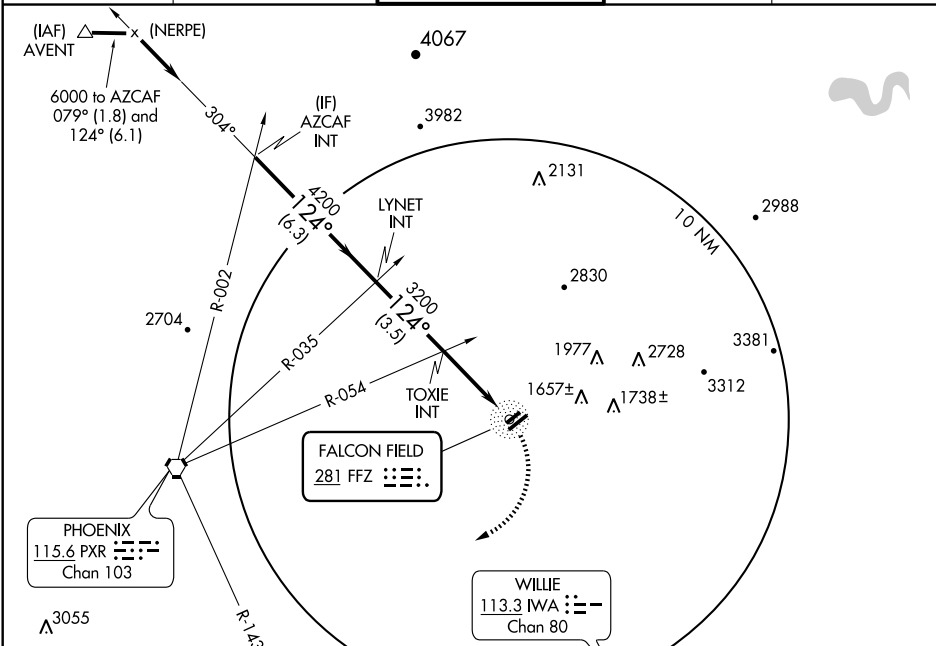 (IAF)
AVENT
(NERPE)
4067
6000 to AZCAF
079° (1.8) and
124° (6.1)
304°
(IF)
AZCAF
INT
3982
2131
4200
124°
(6.3)
LYNET
INT
10 NM
2988
R-002
2830
3200
124°
(3.5)
2704
R-035
1977
2728
3381
R-054
TOXIE
INT
1657±
1738±
3312
FALCON FIELD
281 FFZ
PHOENIX
115.6 PXR
Chan 103
WILLIE
113.3 IWA
Chan 80
3055
R-143